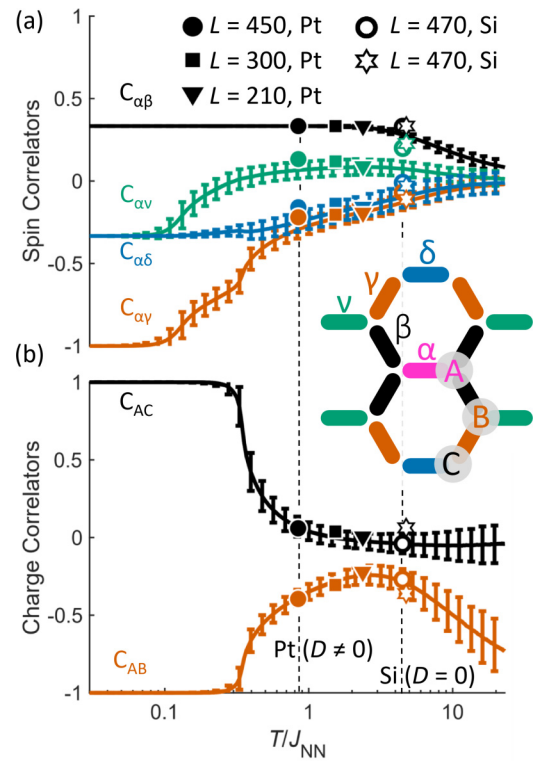 (a)
L = 450, Pt
L = 470, Si
L = 300, Pt
L = 470, Si
L = 210, Pt
Spin Correlators
1
0.5
0
-0.5
-1
Cαβ
Cαν
Cαδ
Cαγ
δ
γ
ν
β
α
A
B
C
(b)
Charge Correlators
1
0.5
0
-0.5
-1
CAC
CAB
Pt (D ≠ 0)
Si (D = 0)
0.1
1
10
T/JNN